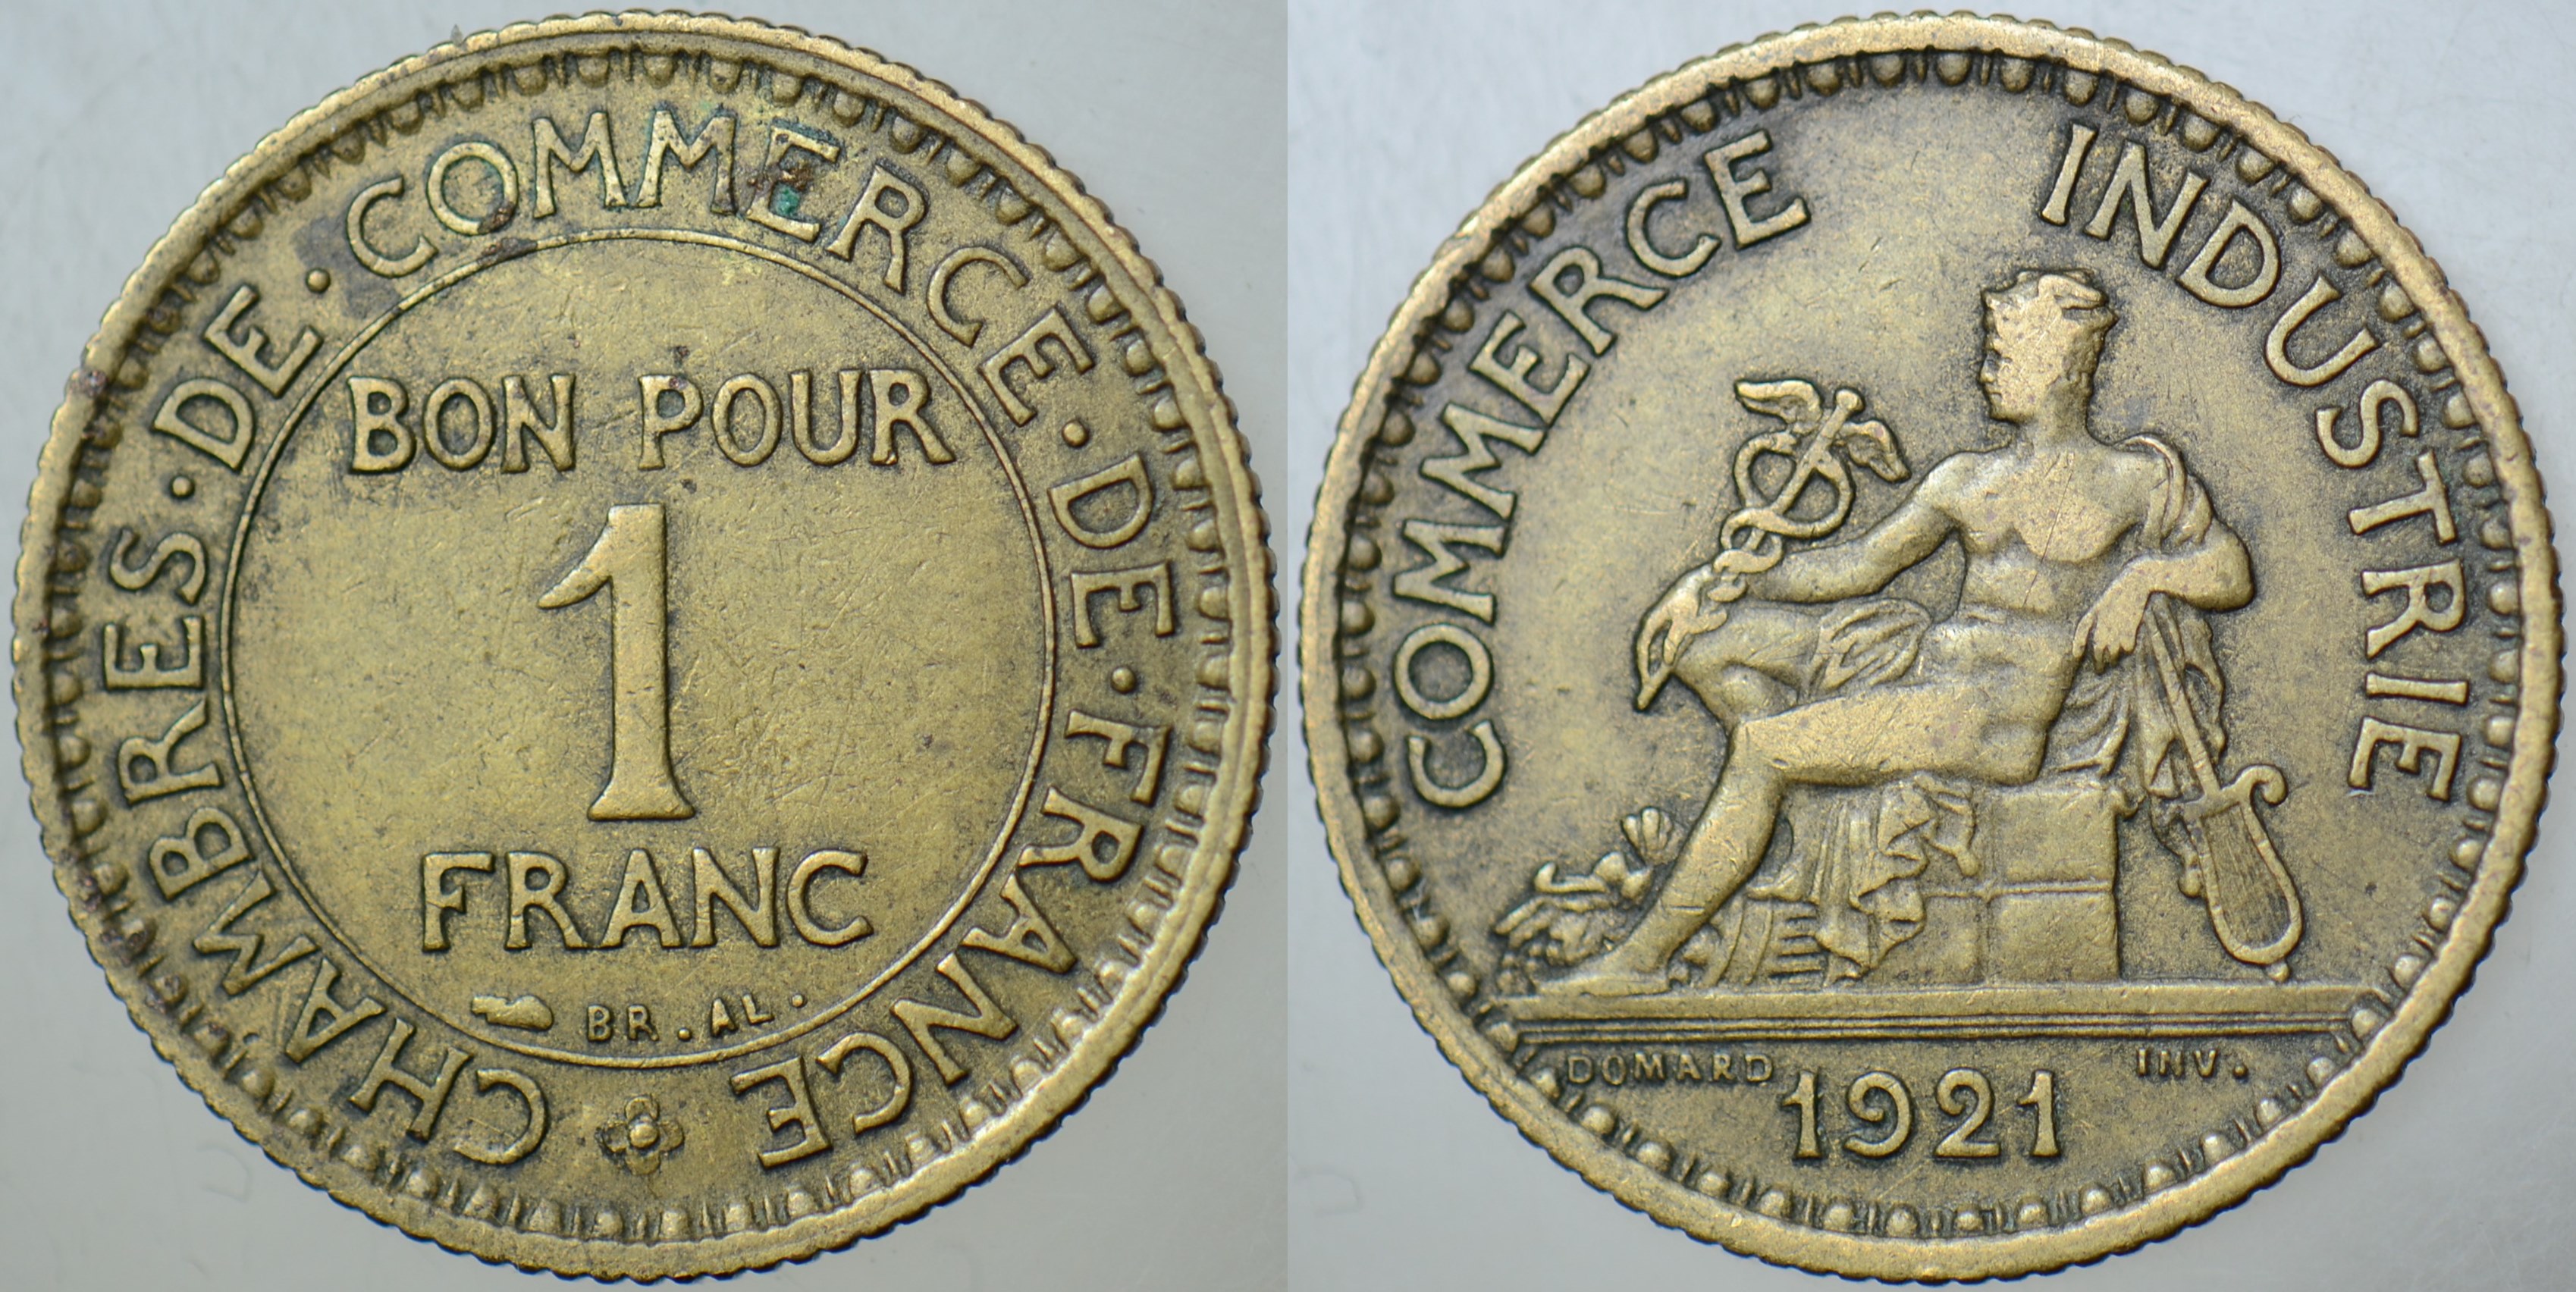 CHAMBRES · DE · COMMERCE · DE · FRANCE
BON POUR
1
FRANC
BR. AL.
COMMERCE INDUSTRIE
DOMARD INV.
1921